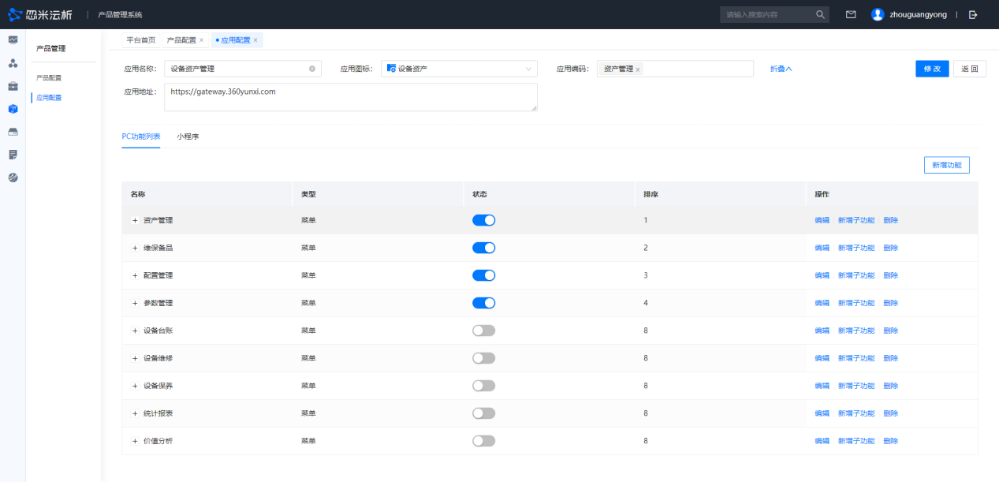 忽米沄析 | 产品管理系统 请输入搜索内容 zhouguangyong |
产品管理
产品配置
应用配置
平台首页 产品配置 × • 应用配置 ×
应用名称: 设备资产管理 应用图标: 设备资产 应用编码: 资产管理 × 折叠 修 改 返 回
应用地址: https://gateway.360yunxi.com
PC功能列表 小程序
新增功能
名称 类型 状态 排序 操作
+ 资产管理 菜单 1 编辑 新增子功能 删除
+ 维保备品 菜单 2 编辑 新增子功能 删除
+ 配置管理 菜单 3 编辑 新增子功能 删除
+ 参数管理 菜单 4 编辑 新增子功能 删除
+ 设备台账 菜单 8 编辑 新增子功能 删除
+ 设备维修 菜单 8 编辑 新增子功能 删除
+ 设备保养 菜单 8 编辑 新增子功能 删除
+ 统计报表 菜单 8 编辑 新增子功能 删除
+ 价值分析 菜单 8 编辑 新增子功能 删除